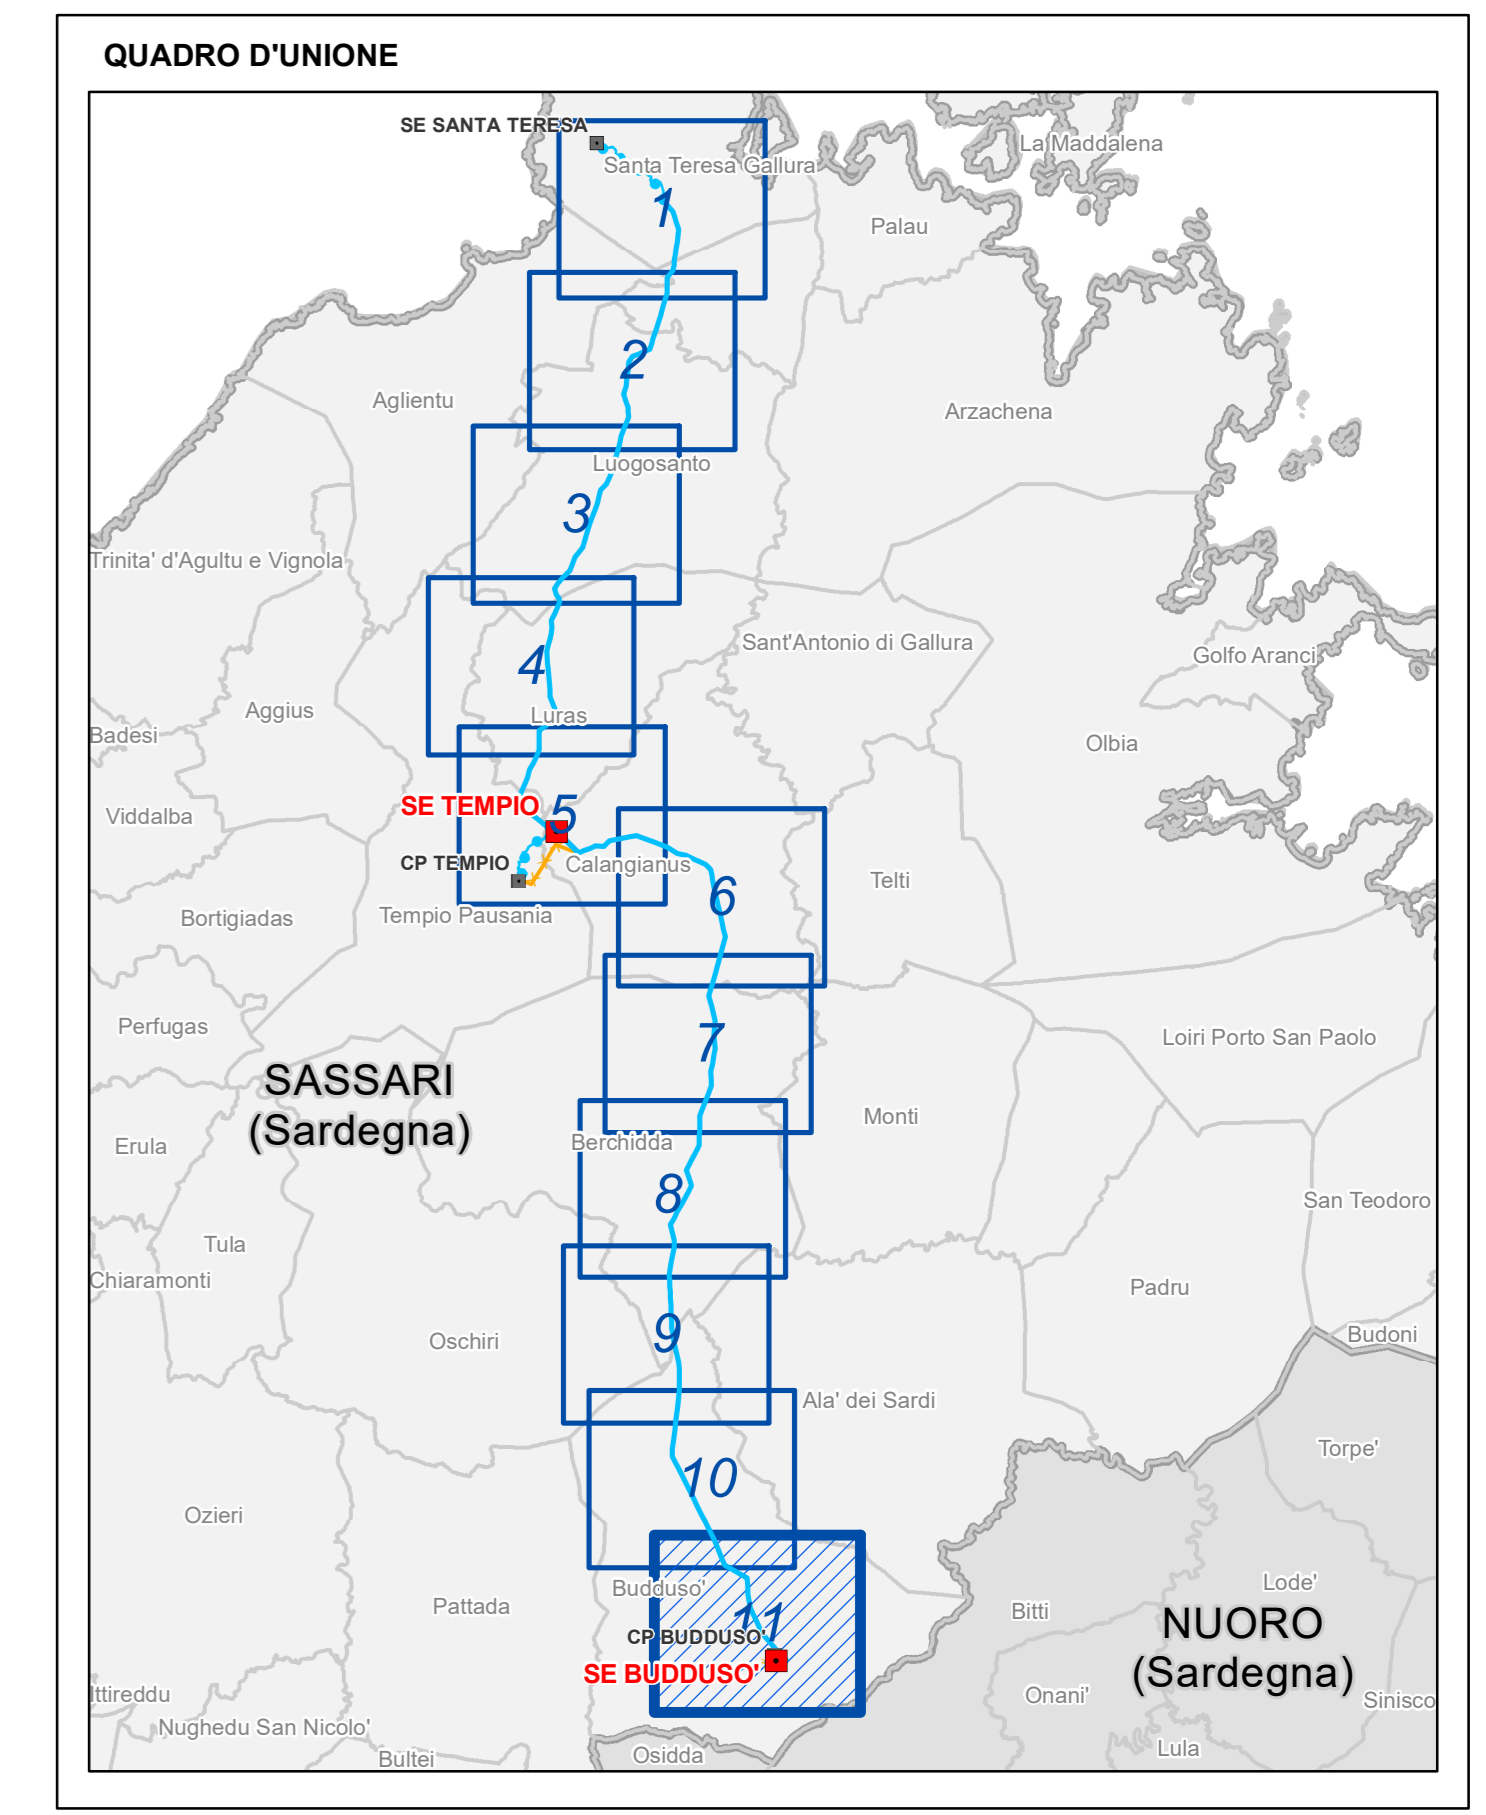 QUADRO D'UNIONE
SE SANTA TERESA
La Maddalena
Santa Teresa Gallura
1
Palau
2
Aglientu
Arzachena
Luogosanto
3
Trinita' d'Agultu e Vignola
Sant'Antonio di Gallura
Golfo Aranci
4
Aggius
Luras
Badesi
Olbia
SE TEMPIO
5
Viddalba
CP TEMPIO
Calangianus
Telti
6
Bortigiadas
Tempio Pausania
Perfugas
Loiri Porto San Paolo
7
SASSARI
(Sardegna)
Monti
Erula
Berchidda
8
San Teodoro
Tula
Chiaramonti
Padru
9
Budoni
Oschiri
Ala' dei Sardi
Torpe'
10
Ozieri
Lode'
Budduso'
Pattada
Bitti
11
NUORO
(Sardegna)
CP BUDDUSO'
SE BUDDUSO'
Ittireddu
Onani'
Sinisco
Nughedu San Nicolo'
Lula
Osidda
Bultei